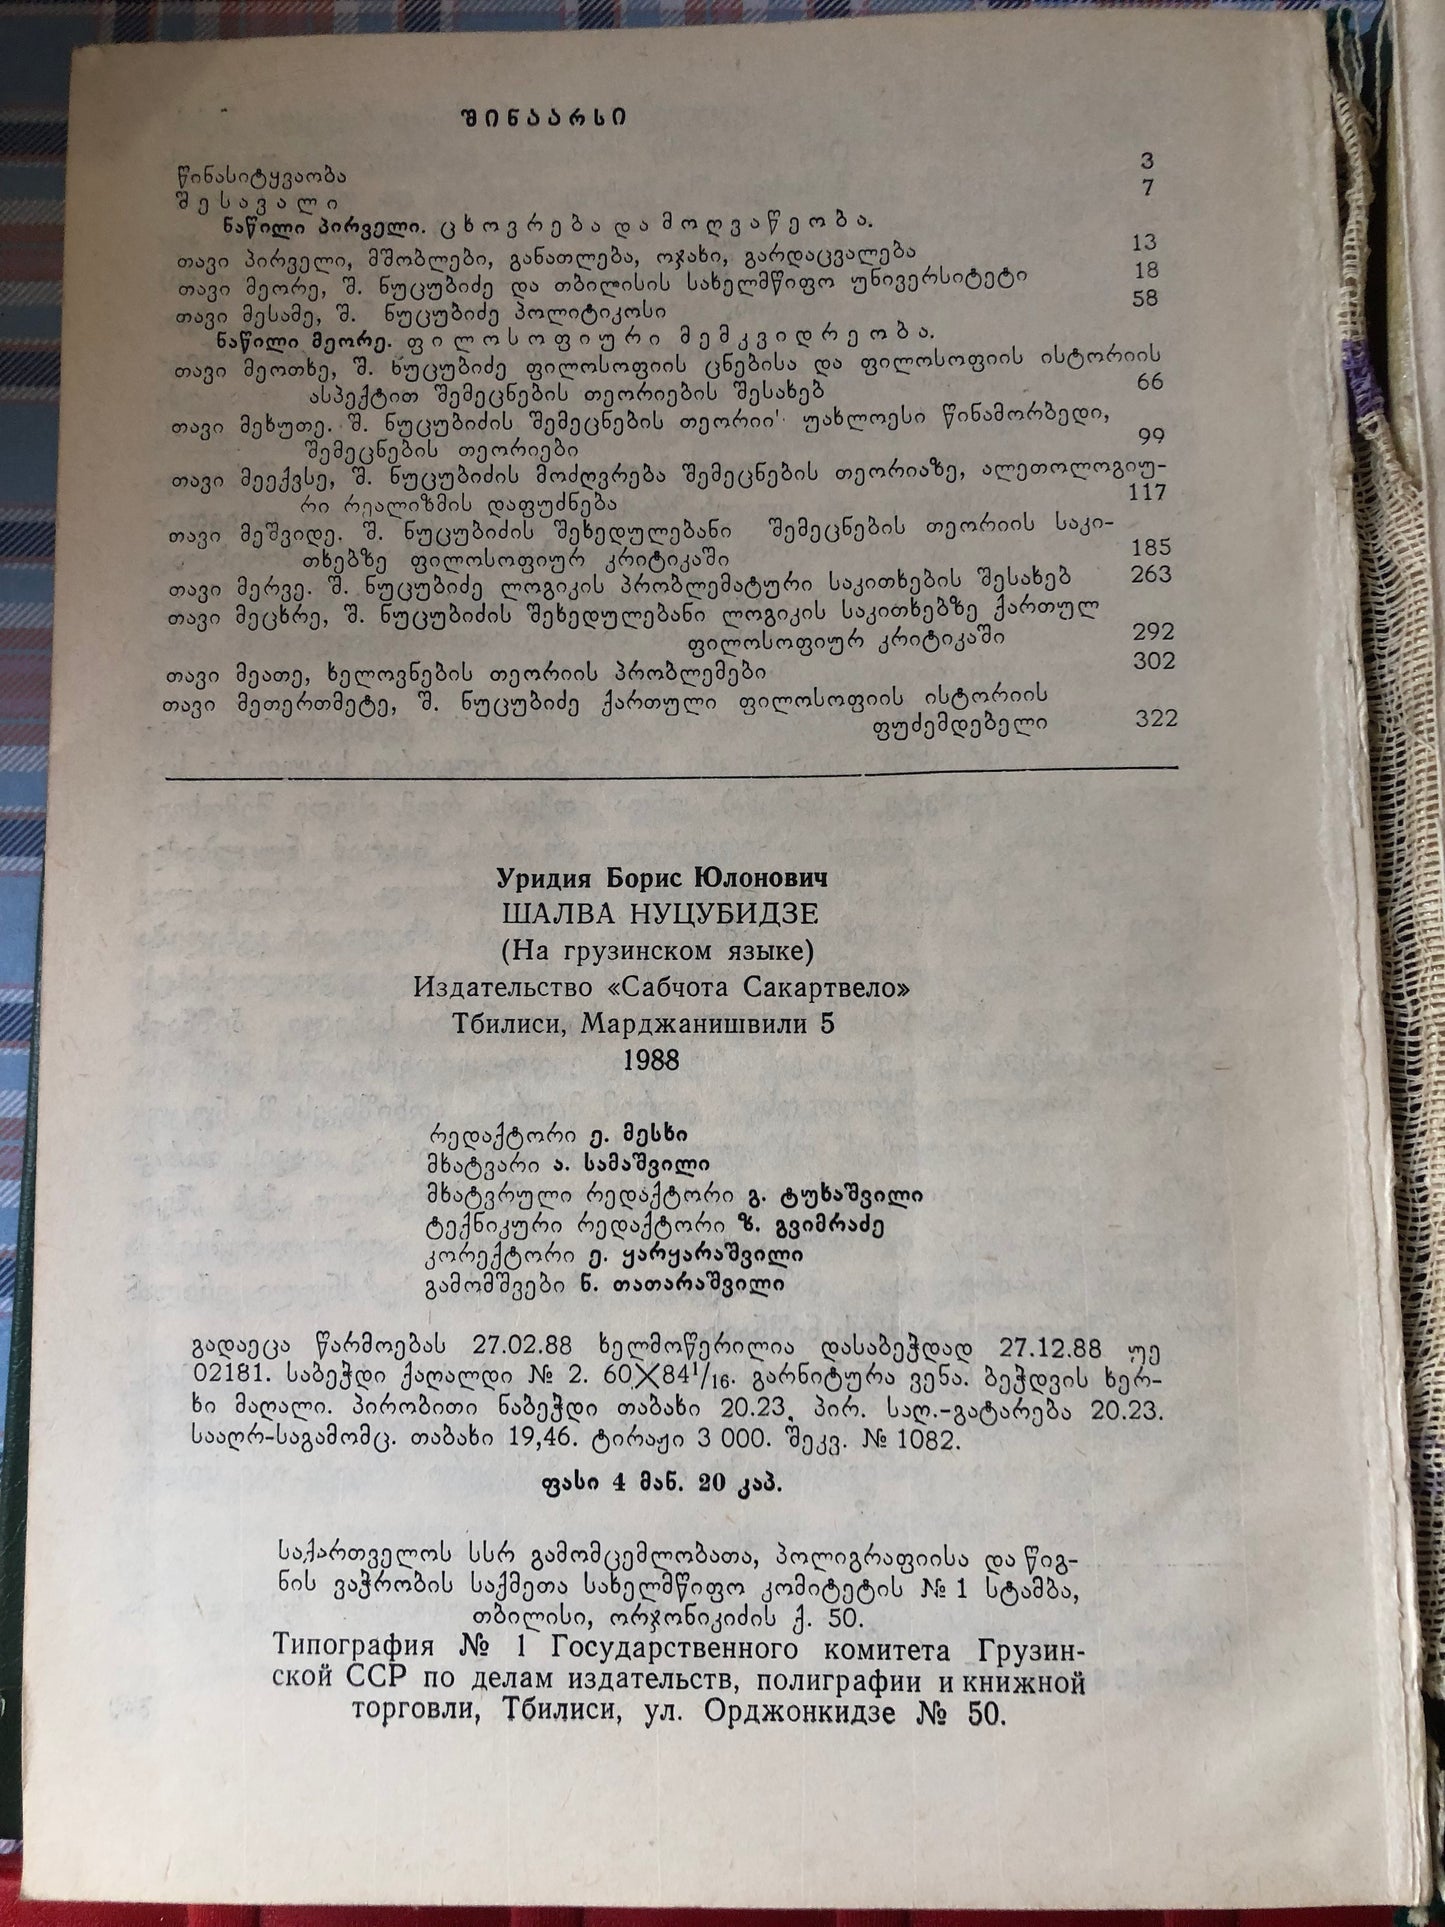 შინაარსი
წინასიტყვაობა 3
შესავალი 7
ნაწილი პირველი. ცხოვრება და მოღვაწეობა.
თავი პირველი, მშობლები, განათლება, ოჯახი, გარდაცვალება 13
თავი მეორე, შ. ნუცუბიძე და თბილისის სახელმწიფო უნივერსიტეტი 18
თავი მესამე, შ. ნუცუბიძე პოლიტიკოსი 58
ნაწილი მეორე. ფილოსოფიური მემკვიდრეობა.
თავი მეოთხე, შ. ნუცუბიძე ფილოსოფიის ცნებისა და ფილოსოფიის ისტორიის
ასპექტით შემეცნების თეორიების შესახებ 66
თავი მეხუთე. შ. ნუცუბიძის შემეცნების თეორიი' უახლოესი წინამორბედი,
შემეცნების თეორიები 99
თავი მეექვსე, შ. ნუცუბიძის მოძღვრება შემეცნების თეორიაზე, ალეთოლოგიუ-
რი რეალიზმის დაფუძნება 117
თავი მეშვიდე. შ. ნუცუბიძის შეხედულებანი შემეცნების თეორიის საკი-
თხებზე ფილოსოფიურ კრიტიკაში 185
თავი მერვე. შ. ნუცუბიძე ლოგიკის პრობლემატური საკითხების შესახებ 263
თავი მეცხრე, შ. ნუცუბიძის შეხედულებანი ლოგიკის საკითხებზე ქართულ
ფილოსოფიურ კრიტიკაში 292
თავი მეათე, ხელოვნების თეორიის პრობლემები 302
თავი მეთერთმეტე, შ. ნუცუბიძე ქართული ფილოსოფიის ისტორიის
ფუძემდებელი 322
Уридия Борис Юлонович
ШАЛВА НУЦУБИДЗЕ
(На грузинском языке)
Издательство «Сабчота Сакартвело»
Тбилиси, Марджанишвили 5
1988
რედაქტორი ე. მესხი
მხატვარი ა. სამაშვილი
მხატვრული რედაქტორი გ. ტუხაშვილი
ტექნიკური რედაქტორი ზ. გვიმრაძე
კორექტორი ე. ყარყარაშვილი
გამომშვები ნ. თათარაშვილი
გადაეცა წარმოებას 27.02.88 ხელმოწერილია დასაბეჭდად 27.12.88 უე
02181. საბეჭდი ქაღალდი № 2. 60X84¹/₁₆. გარნიტურა ვენა. ბეჭდვის ხერ-
ხი მაღალი. პირობითი ნაბეჭდი თაბახი 20.23, პირ. საღ.-გატარება 20.23.
სააღრ-საგამომც. თაბახი 19,46. ტირაჟი 3 000. შეკვ. № 1082.
ფასი 4 მან. 20 კაპ.
საქართველოს სსრ გამომცემლობათა, პოლიგრაფიისა და წიგ-
ნის ვაჭრობის საქმეთა სახელმწიფო კომიტეტის № 1 სტამბა,
თბილისი, ორჯონიკიძის ქ. 50.
Типография № 1 Государственного комитета Грузин-
ской ССР по делам издательств, полиграфии и книжной
торговли, Тбилиси, ул. Орджонкидзе № 50.